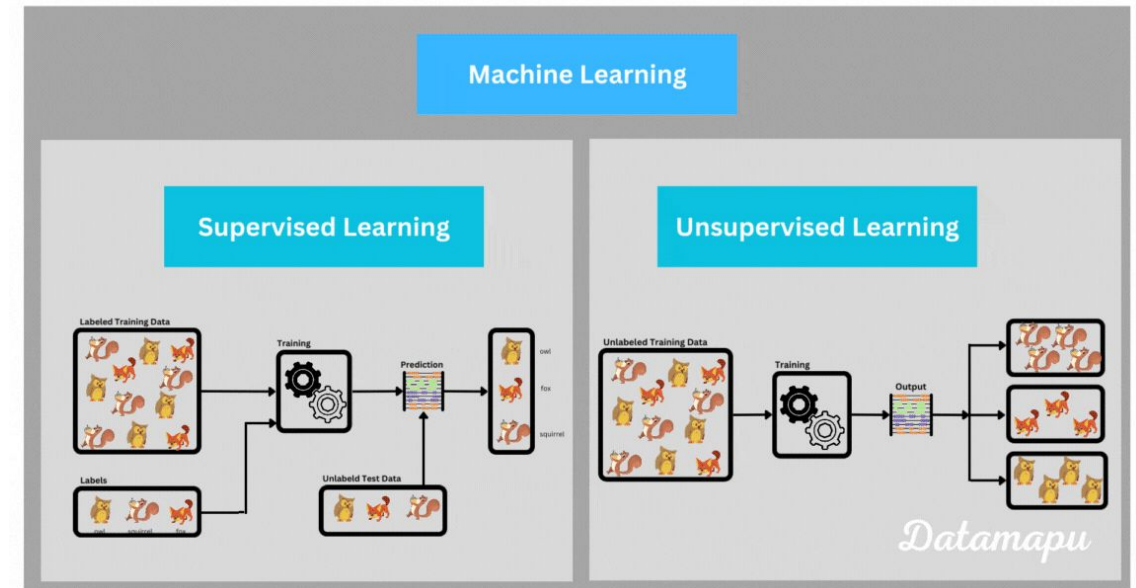 Machine Learning
Supervised Learning
Labeled Training Data
Training
Prediction
owl
fox
squirrel
Labels
owl squirrel fox
Unlabeld Test Data
Unsupervised Learning
Unlabeled Training Data
Training
Output
Datamapu